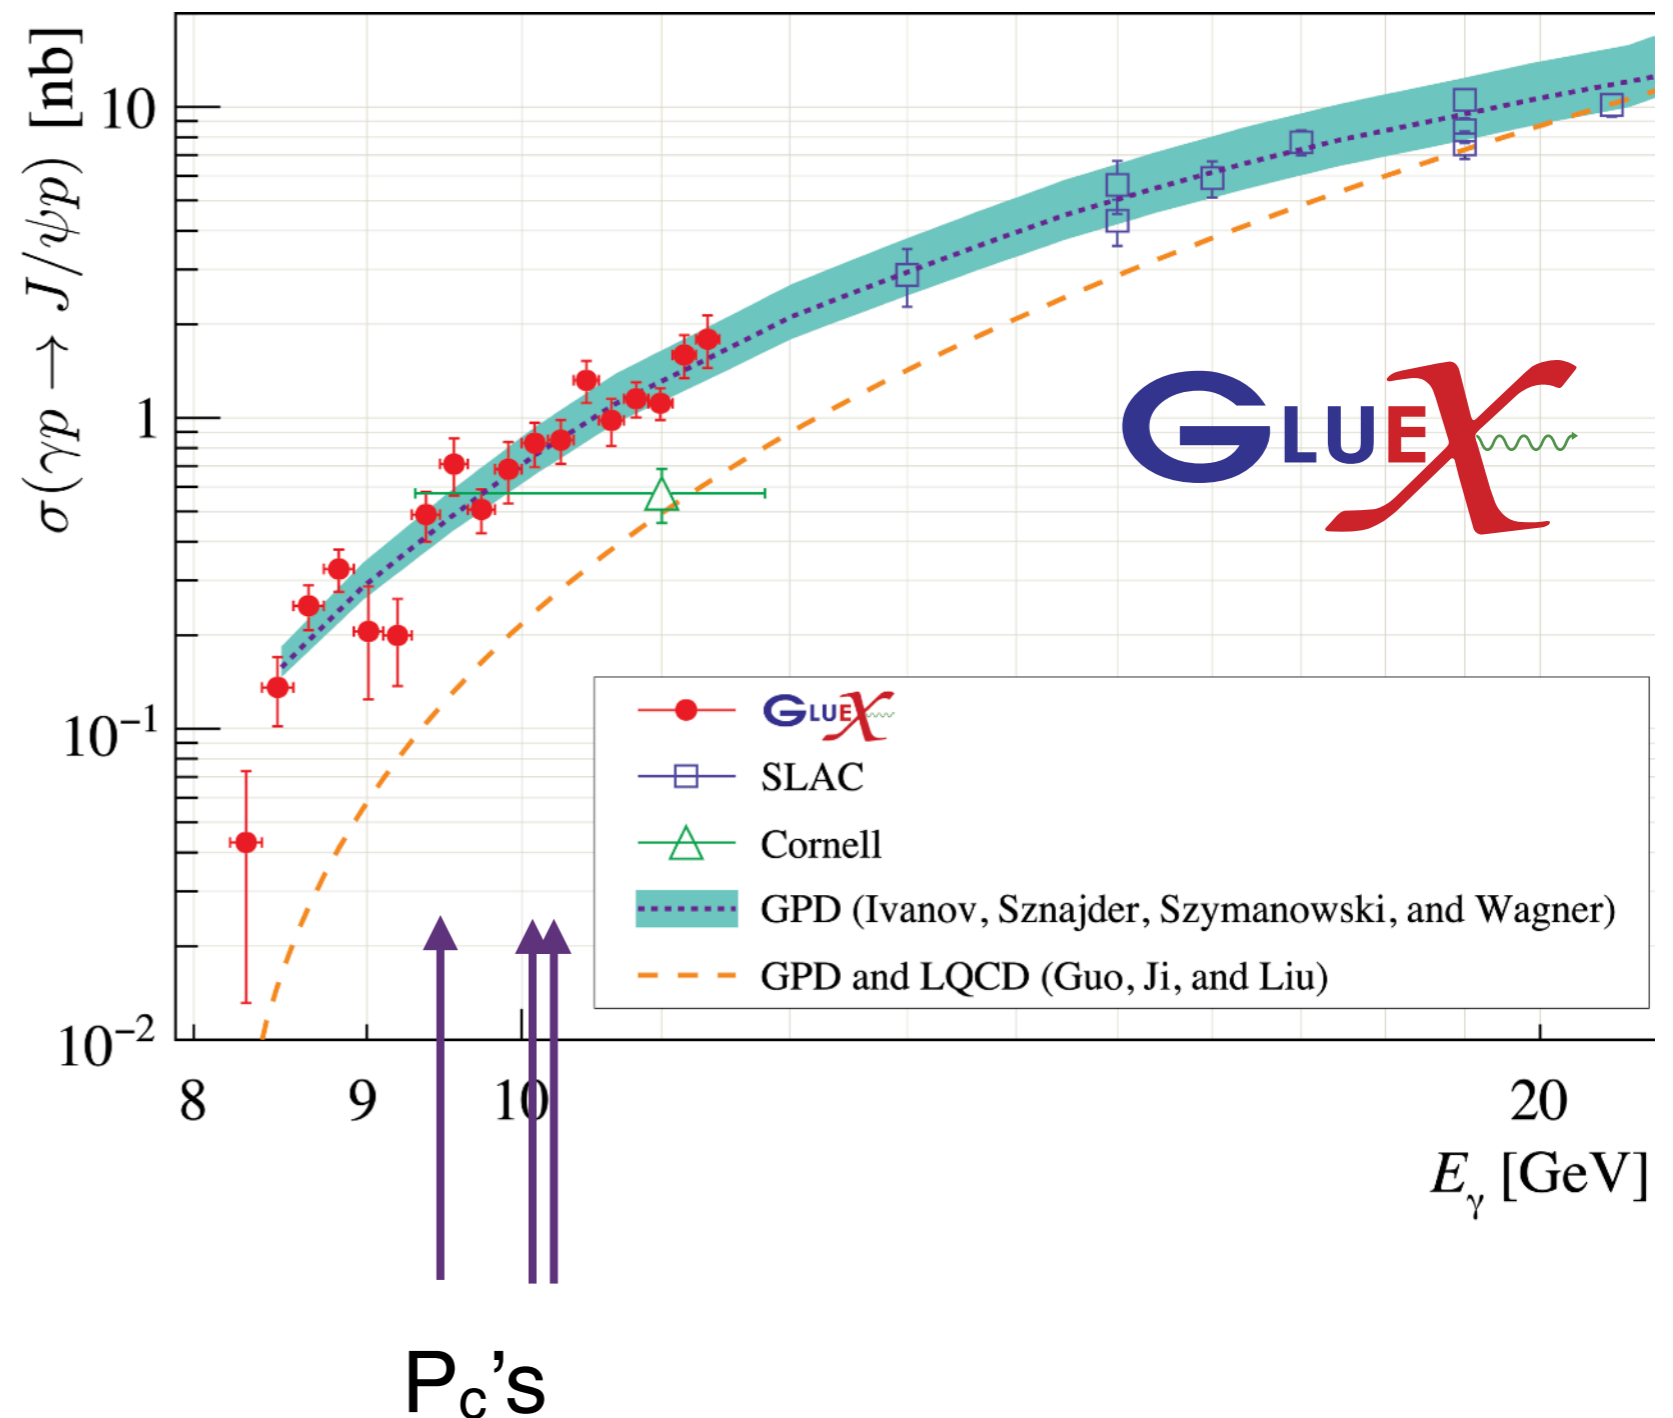 σ(γp → J/ψp) [nb]
10
1
10⁻¹
10⁻²
GLUEX
GLUEX
SLAC
Cornell
GPD (Ivanov, Sznajder, Szymanowski, and Wagner)
GPD and LQCD (Guo, Ji, and Liu)
8 9 10 20
E_γ [GeV]
P_c's